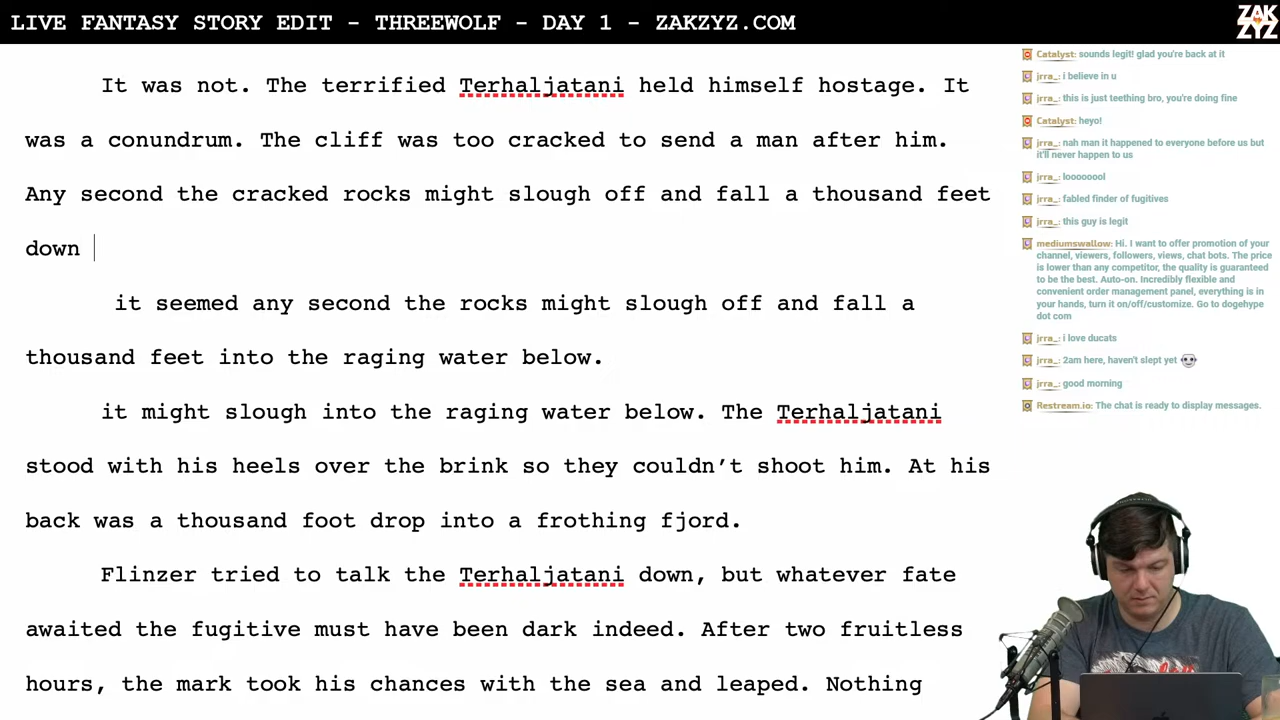 LIVE FANTASY STORY EDIT - THREEWOLF - DAY 1 - ZAKZYZ.COM
ZAK
ZYZ
It was not. The terrified Terhaljatani held himself hostage. It
was a conundrum. The cliff was too cracked to send a man after him.
Any second the cracked rocks might slough off and fall a thousand feet
down
it seemed any second the rocks might slough off and fall a
thousand feet into the raging water below.
it might slough into the raging water below. The Terhaljatani
stood with his heels over the brink so they couldn’t shoot him. At his
back was a thousand foot drop into a frothing fjord.
Flinzer tried to talk the Terhaljatani down, but whatever fate
awaited the fugitive must have been dark indeed. After two fruitless
hours, the mark took his chances with the sea and leaped. Nothing
Catalyst: sounds legit! glad you're back at it
jrra_: i believe in u
jrra_: this is just teething bro, you're doing fine
Catalyst: heyo!
jrra_: nah man it happened to everyone before us but
it'll never happen to us
jrra_: looooool
jrra_: fabled finder of fugitives
jrra_: this guy is legit
mediumswallow: Hi. I want to offer promotion of your
channel, viewers, followers, views, chat bots. The price
is lower than any competitor, the quality is guaranteed
to be the best. Auto-on. Incredibly flexible and
convenient order management panel, everything is in
your hands, turn it on/off/customize. Go to dogehype
dot com
jrra_: i love ducats
jrra_: 2am here, haven't slept yet
jrra_: good morning
Restream.io: The chat is ready to display messages.